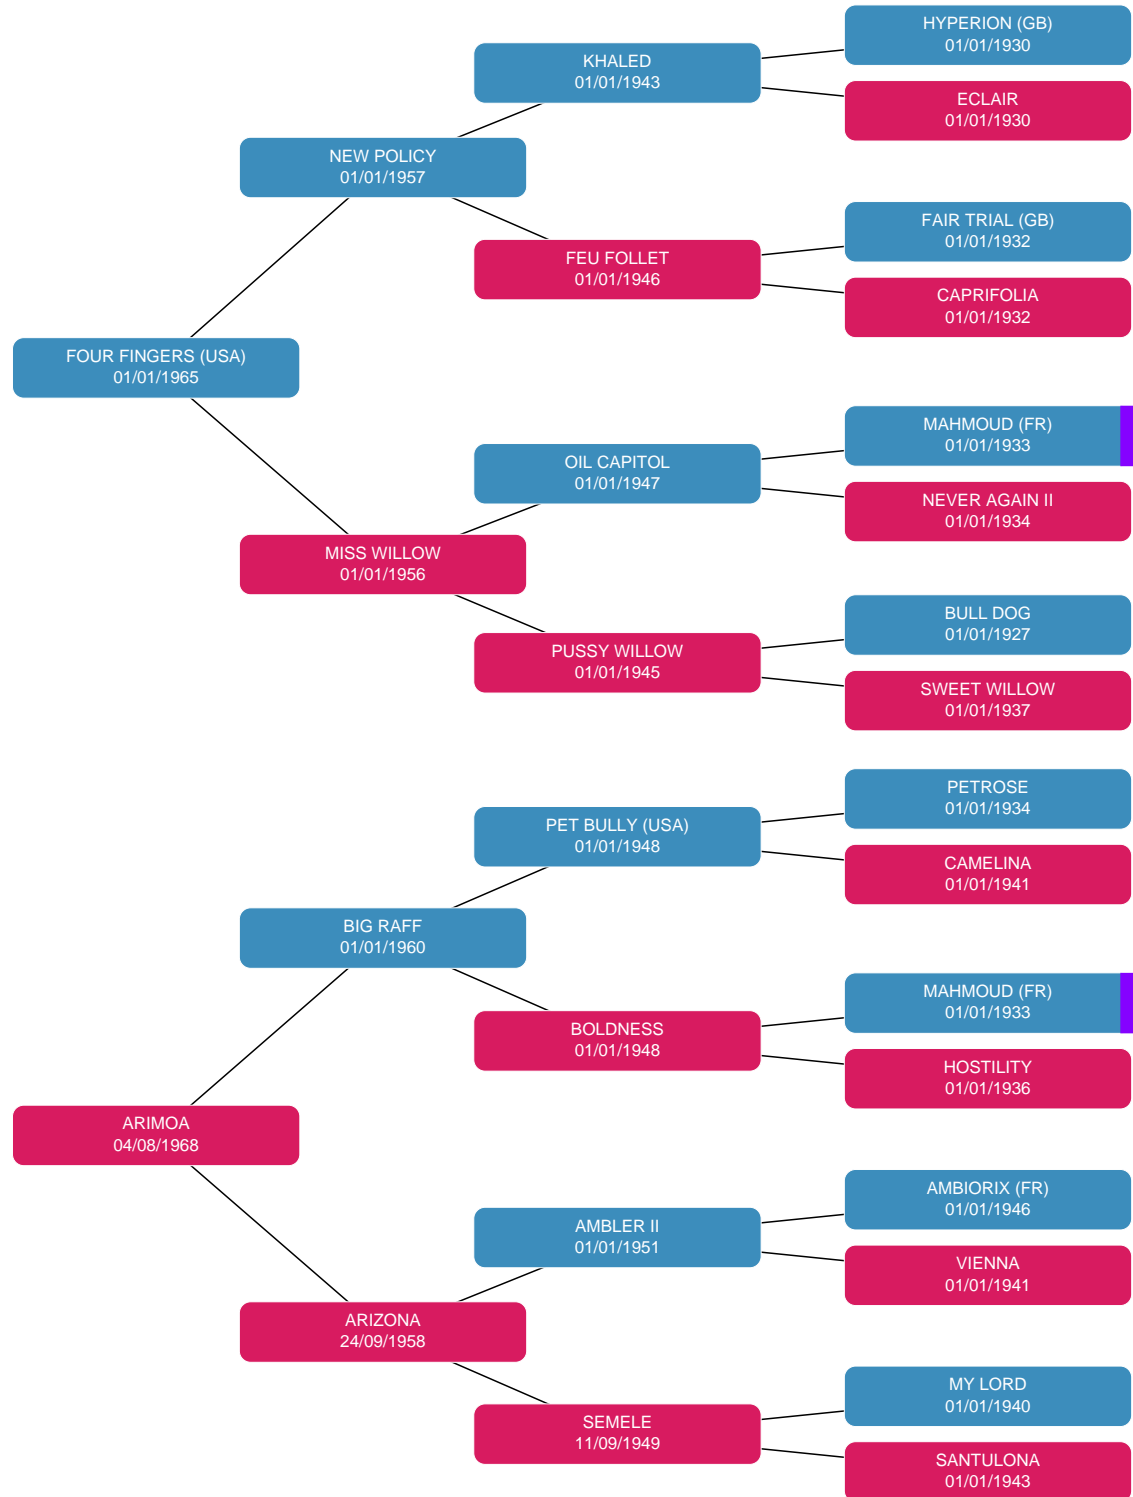 HYPERION (GB)
01/01/1930
KHALED
01/01/1943
ECLAIR
01/01/1930
NEW POLICY
01/01/1957
FAIR TRIAL (GB)
01/01/1932
FEU FOLLET
01/01/1946
CAPRIFOLIA
01/01/1932
FOUR FINGERS (USA)
01/01/1965
MAHMOUD (FR)
01/01/1933
OIL CAPITOL
01/01/1947
NEVER AGAIN II
01/01/1934
MISS WILLOW
01/01/1956
BULL DOG
01/01/1927
PUSSY WILLOW
01/01/1945
SWEET WILLOW
01/01/1937
PETROSE
01/01/1934
PET BULLY (USA)
01/01/1948
CAMELINA
01/01/1941
BIG RAFF
01/01/1960
MAHMOUD (FR)
01/01/1933
BOLDNESS
01/01/1948
HOSTILITY
01/01/1936
ARIMOA
04/08/1968
AMBIORIX (FR)
01/01/1946
AMBLER II
01/01/1951
VIENNA
01/01/1941
ARIZONA
24/09/1958
MY LORD
01/01/1940
SEMELE
11/09/1949
SANTULONA
01/01/1943